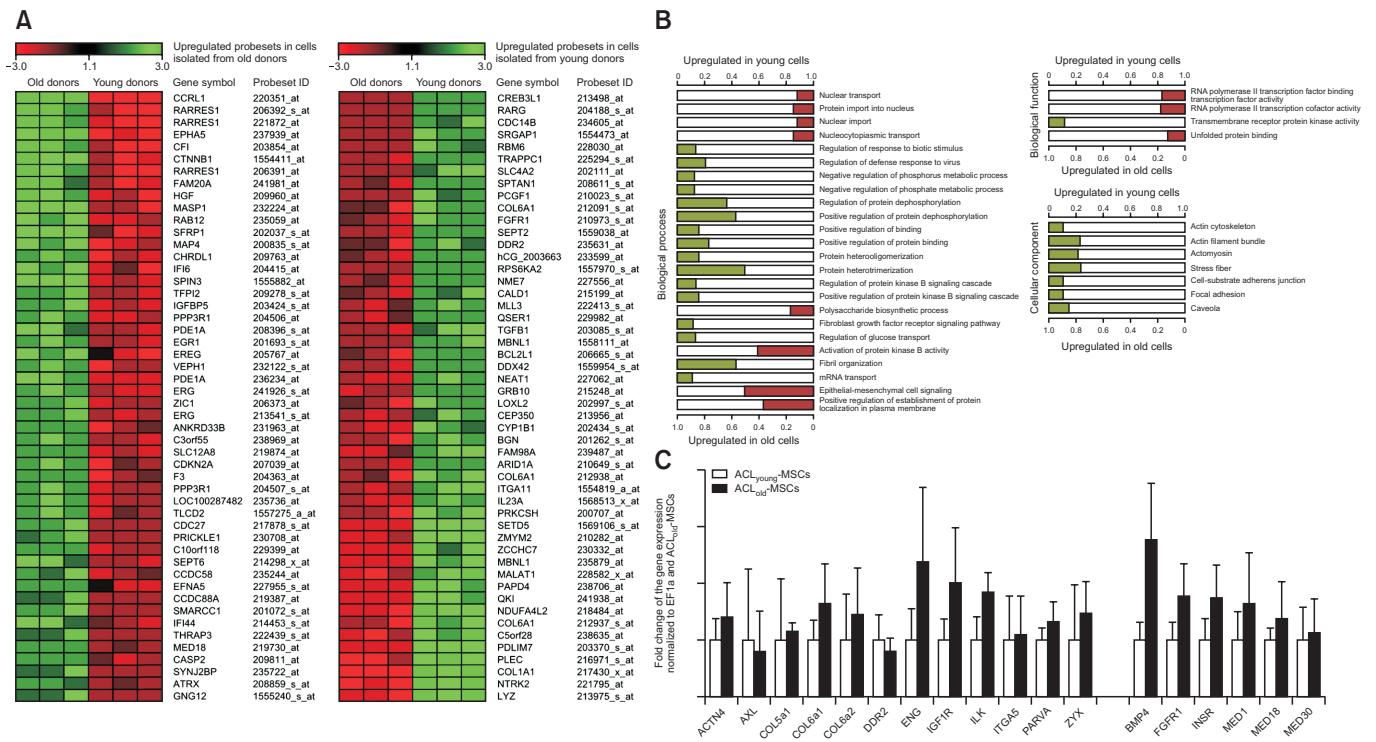 A
Upregulated probesets in cells
isolated from old donors
−3.0 1.1 3.0
Old donors Young donors Gene symbol Probeset ID
CCRL1 220351_at
RARRES1 206392_s_at
RARRES1 221872_at
EPHA5 237939_at
CFI 203854_at
CTNNB1 1554411_at
RARRES1 206391_at
FAM20A 241981_at
HGF 209960_at
MASP1 232224_at
RAB12 235059_at
SFRP1 202037_s_at
MAP4 200835_s_at
CHRDL1 209763_at
IFI6 204415_at
SPIN3 1555882_at
TFPI2 209278_s_at
IGFBP5 203424_s_at
PPP3R1 204506_at
PDE1A 208396_s_at
EGR1 201693_s_at
EREG 205767_at
VEPH1 232122_s_at
PDE1A 236234_at
ERG 241926_s_at
ZIC1 206373_at
ERG 213541_s_at
ANKRD33B 231963_at
C3orf55 238969_at
SLC12A8 219874_at
CDKN2A 207039_at
F3 204363_at
PPP3R1 204507_s_at
LOC100287482 235736_at
TLCD2 1557275_a_at
CDC27 217878_s_at
PRICKLE1 230708_at
C10orf118 229399_at
SEPT6 214298_x_at
CCDC58 235244_at
EFNA5 227955_s_at
CCDC88A 219387_at
SMARCC1 201072_s_at
IFI44 214453_s_at
THRAP3 222439_s_at
MED18 219730_at
CASP2 209811_at
SYNJ2BP 235722_at
ATRX 208859_s_at
GNG12 1555240_s_at
Upregulated probesets in cells
isolated from young donors
−3.0 1.1 3.0
Old donors Young donors Gene symbol Probeset ID
CREB3L1 213498_at
RARG 204188_s_at
CDC14B 234605_at
SRGAP1 1554473_at
RBM6 228030_at
TRAPPC1 225294_s_at
SLC4A2 202111_at
SPTAN1 208611_s_at
PCGF1 210023_s_at
COL6A1 212091_s_at
FGFR1 210973_s_at
SEPT2 1559038_at
DDR2 235631_at
hCG_2003663 233599_at
RPS6KA2 1557970_s_at
NME7 227556_at
CALD1 215199_at
MLL3 222413_s_at
QSER1 229982_at
TGFB1 203085_s_at
MBNL1 1558111_at
BCL2L1 206665_s_at
DDX42 1559954_s_at
NEAT1 227062_at
GRB10 215248_at
LOXL2 202997_s_at
CEP350 213956_at
CYP1B1 202434_s_at
BGN 201262_s_at
FAM98A 239487_at
ARID1A 210649_s_at
COL6A1 212938_at
ITGA11 1554819_a_at
IL23A 1568513_x_at
PRKCSH 200707_at
SETD5 1569106_s_at
ZMYM2 210282_at
ZCCHC7 230332_at
MBNL1 235879_at
MALAT1 228582_x_at
PAPD4 238706_at
QKI 241938_at
NDUFA4L2 218484_at
COL6A1 212937_s_at
C5orf28 238635_at
PDLIM7 203370_s_at
PLEC 216971_s_at
COL1A1 217430_x_at
NTRK2 221795_at
LYZ 213975_s_at
B
Upregulated in young cells
0 0.2 0.4 0.6 0.8 1.0
Biological proccess
Nuclear transport
Protein import into nucleus
Nuclear import
Nucleocytopiasmic transport
Regulation of response to biotic stimulus
Regulation of defense response to virus
Negative regulation of phosphorus metabolic process
Negative regulation of phosphate metabolic process
Regulation of protein dephosphorylation
Positive regulation of protein dephosphorylation
Positive regulation of binding
Positive regulation of protein binding
Protein heterooligomerization
Protein heterotrimerization
Regulation of protein kinase B signaling cascade
Positive regulation of protein kinase B signaling cascade
Polysaccharide biosynthetic process
Fibroblast growth factor receptor signaling pathway
Regulation of glucose transport
Activation of protein kinase B activity
Fibril organization
mRNA transport
Epithelial-mesenchymal cell signaling
Positive regulation of establishment of protein
localization in plasma membrane
1.0 0.8 0.6 0.4 0.2 0
Upregulated in old cells
Upregulated in young cells
0 0.2 0.4 0.6 0.8 1.0
Biological function
RNA polymerase II transcription factor binding
transcription factor activity
RNA polymerase II transcription cofactor activity
Transmembrane receptor protein kinase activity
Unfolded protein binding
1.0 0.8 0.6 0.4 0.2 0
Upregulated in old cells
Upregulated in young cells
0 0.2 0.4 0.6 0.8 1.0
Cellular component
Actin cytoskeleton
Actin filament bundle
Actomyosin
Stress fiber
Cell-substrate adherens junction
Focal adhesion
Caveola
1.0 0.8 0.6 0.4 0.2 0
Upregulated in old cells
C
Fold change of the gene expression
normalized to EF1a and ACLold-MSCs
ACLyoung-MSCs
ACLold-MSCs
ACTN4 AXL COL5a1 COL6a1 COL6a2 DDR2 ENG IGF1R ILK ITGA5 PARVA ZYX BMP4 FGFR1 INSR MED1 MED18 MED30